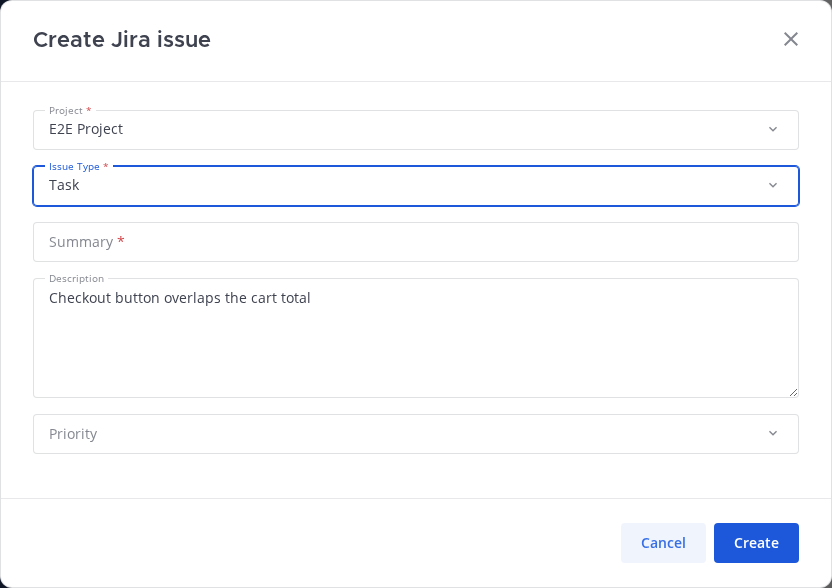 Create Jira issue
Project *
E2E Project
Issue Type *
Task
Summary *
Description
Checkout button overlaps the cart total
Priority
Cancel
Create